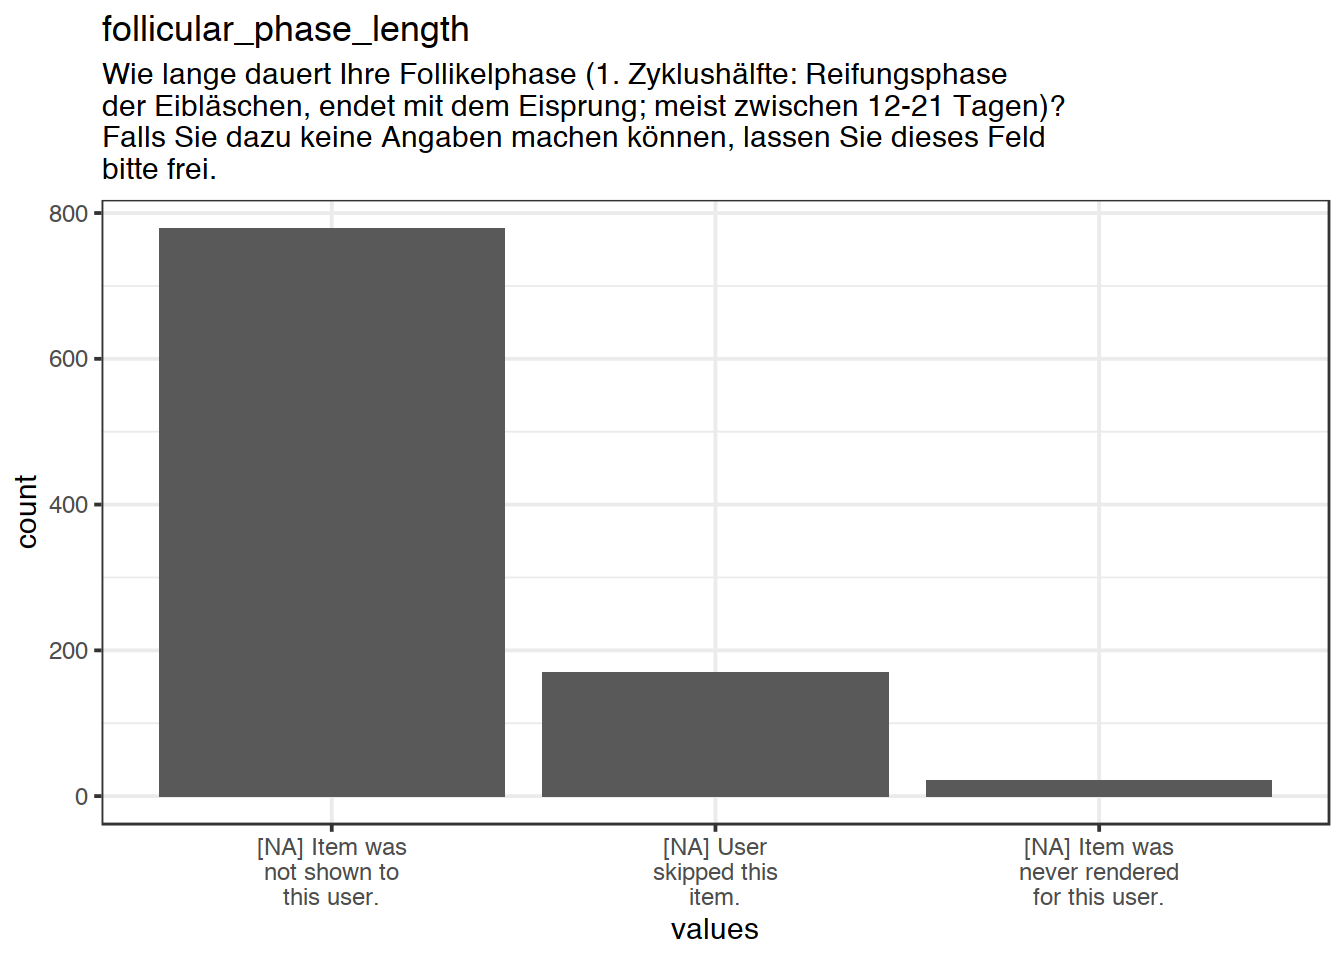 follicular_phase_length
Wie lange dauert Ihre Follikelphase (1. Zyklushälfte: Reifungsphase
der Eibläschen, endet mit dem Eisprung; meist zwischen 12-21 Tagen)?
Falls Sie dazu keine Angaben machen können, lassen Sie dieses Feld
bitte frei.
800
600
400
200
0
count
[NA] Item was
not shown to
this user.
[NA] User
skipped this
item.
[NA] Item was
never rendered
for this user.
values